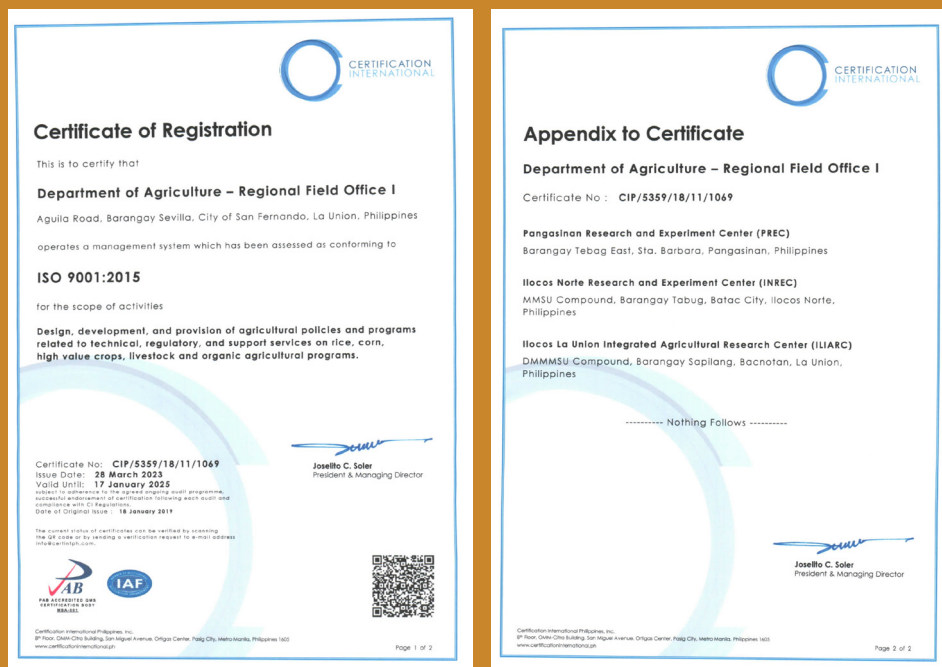 CERTIFICATION
INTERNATIONAL
Certificate of Registration
This is to certify that
Department of Agriculture – Regional Field Office I
Aguila Road, Barangay Sevilla, City of San Fernando, La Union, Philippines
operates a management system which has been assessed as conforming to
ISO 9001:2015
for the scope of activities
Design, development, and provision of agricultural policies and programs
related to technical, regulatory, and support services on rice, corn,
high value crops, livestock and organic agricultural programs.
Certificate No: CIP/5359/18/11/1069
Issue Date: 28 March 2023
Valid Until: 17 January 2025
subject to adherence to the agreed ongoing audit programme,
successful endorsement of certification following each audit and
compliance with CI Regulations.
Date of Original Issue : 18 January 2019
The current status of certificates can be verified by scanning
the QR code or by sending a verification request to e-mail address
info@certintph.com.
Joselito C. Soler
President & Managing Director
AB
PAB ACCREDITED QMS
CERTIFICATION BODY
IAF
Certification International Philippines, Inc.
8th Floor, OMM-Citra Building, San Miguel Avenue, Ortigas Center, Pasig City, Metro Manila, Philippines 1605
www.certificationinternational.ph
Page 1 of 2
CERTIFICATION
INTERNATIONAL
Appendix to Certificate
Department of Agriculture – Regional Field Office I
Certificate No : CIP/5359/18/11/1069
Pangasinan Research and Experiment Center (PREC)
Barangay Tebag East, Sta. Barbara, Pangasinan, Philippines
Ilocos Norte Research and Experiment Center (INREC)
MMSU Compound, Barangay Tabug, Batac City, Ilocos Norte,
Philippines
Ilocos La Union Integrated Agricultural Research Center (ILIARC)
DMMMSU Compound, Barangay Sapilang, Bacnotan, La Union,
Philippines
---------- Nothing Follows ----------
Joselito C. Soler
President & Managing Director
Certification International Philippines, Inc.
8th Floor, OMM-Citra Building, San Miguel Avenue, Ortigas Center, Pasig City, Metro Manila, Philippines 1605
www.certificationinternational.ph
Page 2 of 2